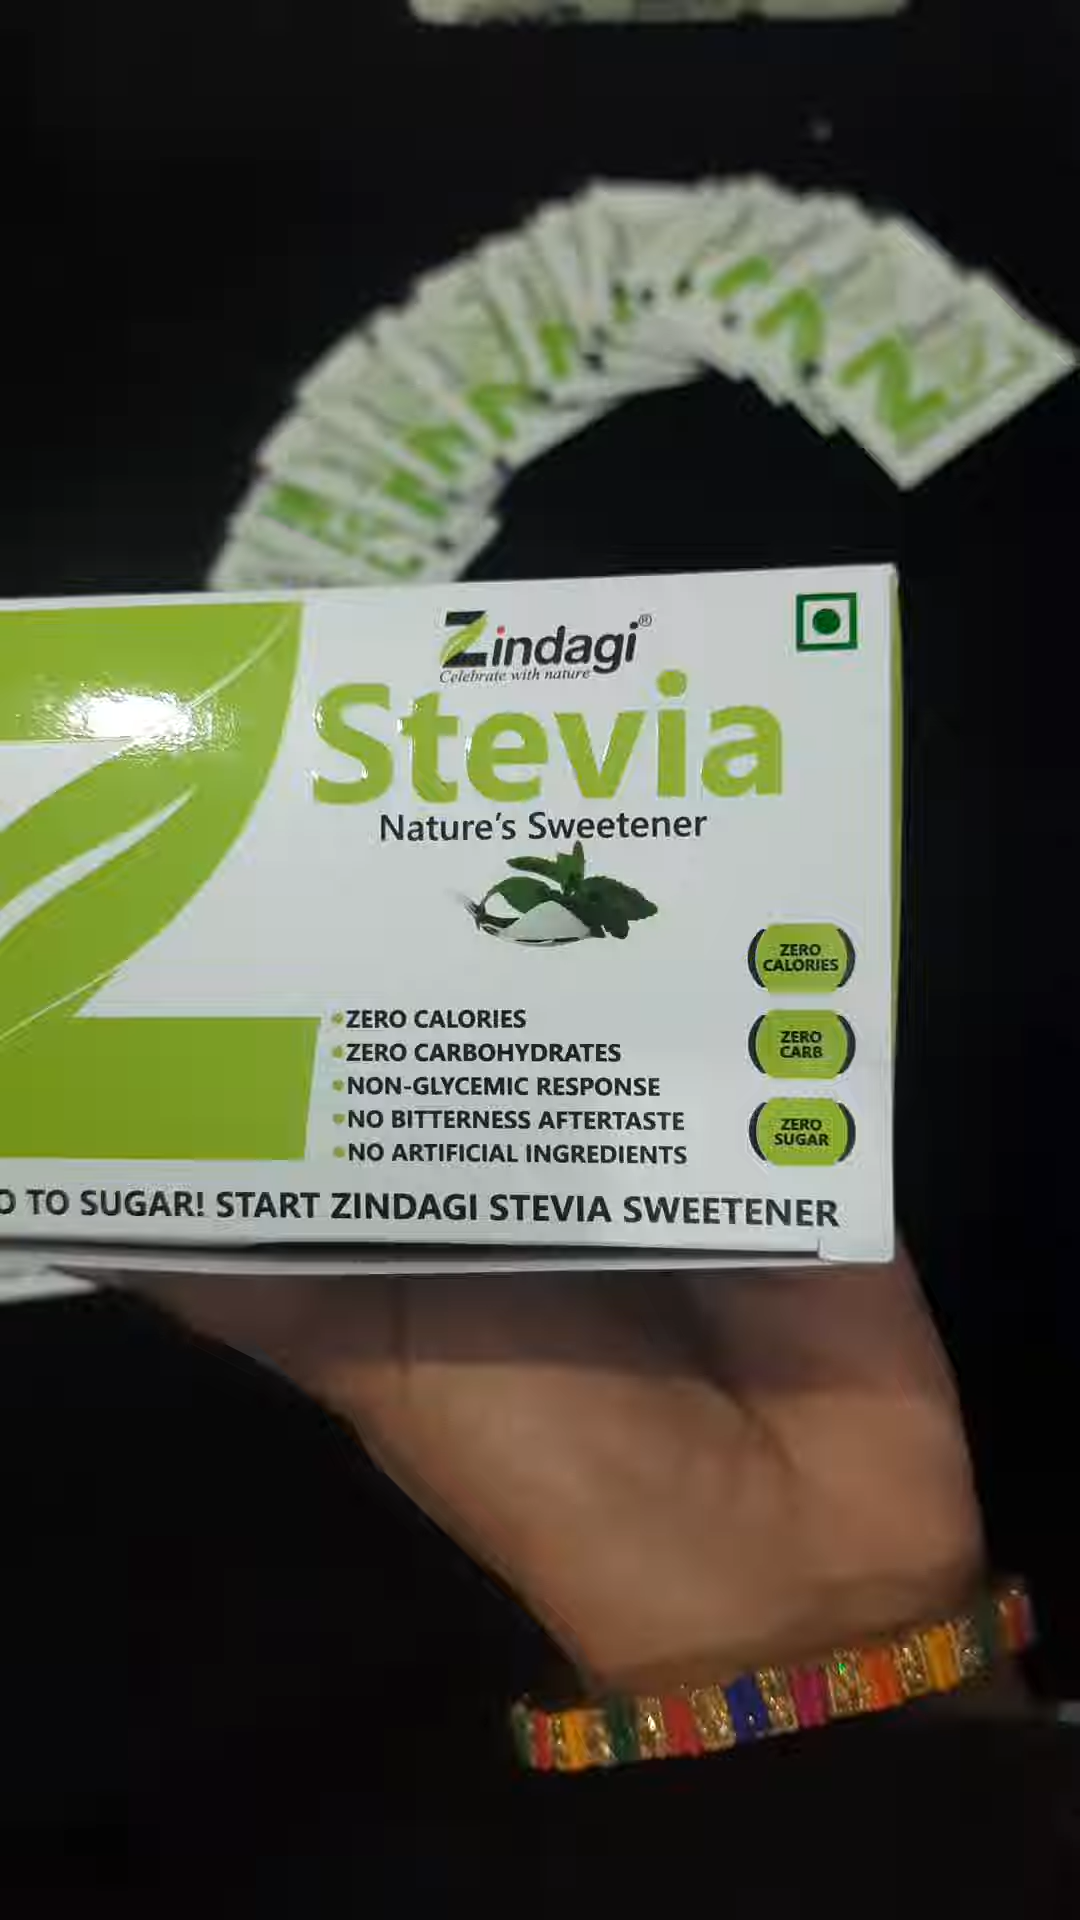 Zindagi®
Celebrate with nature
Stevia
Nature's Sweetener
ZERO
CALORIES
ZERO
CARB
ZERO
SUGAR
•ZERO CALORIES
•ZERO CARBOHYDRATES
•NON-GLYCEMIC RESPONSE
•NO BITTERNESS AFTERTASTE
•NO ARTIFICIAL INGREDIENTS
TO SUGAR! START ZINDAGI STEVIA SWEETENER